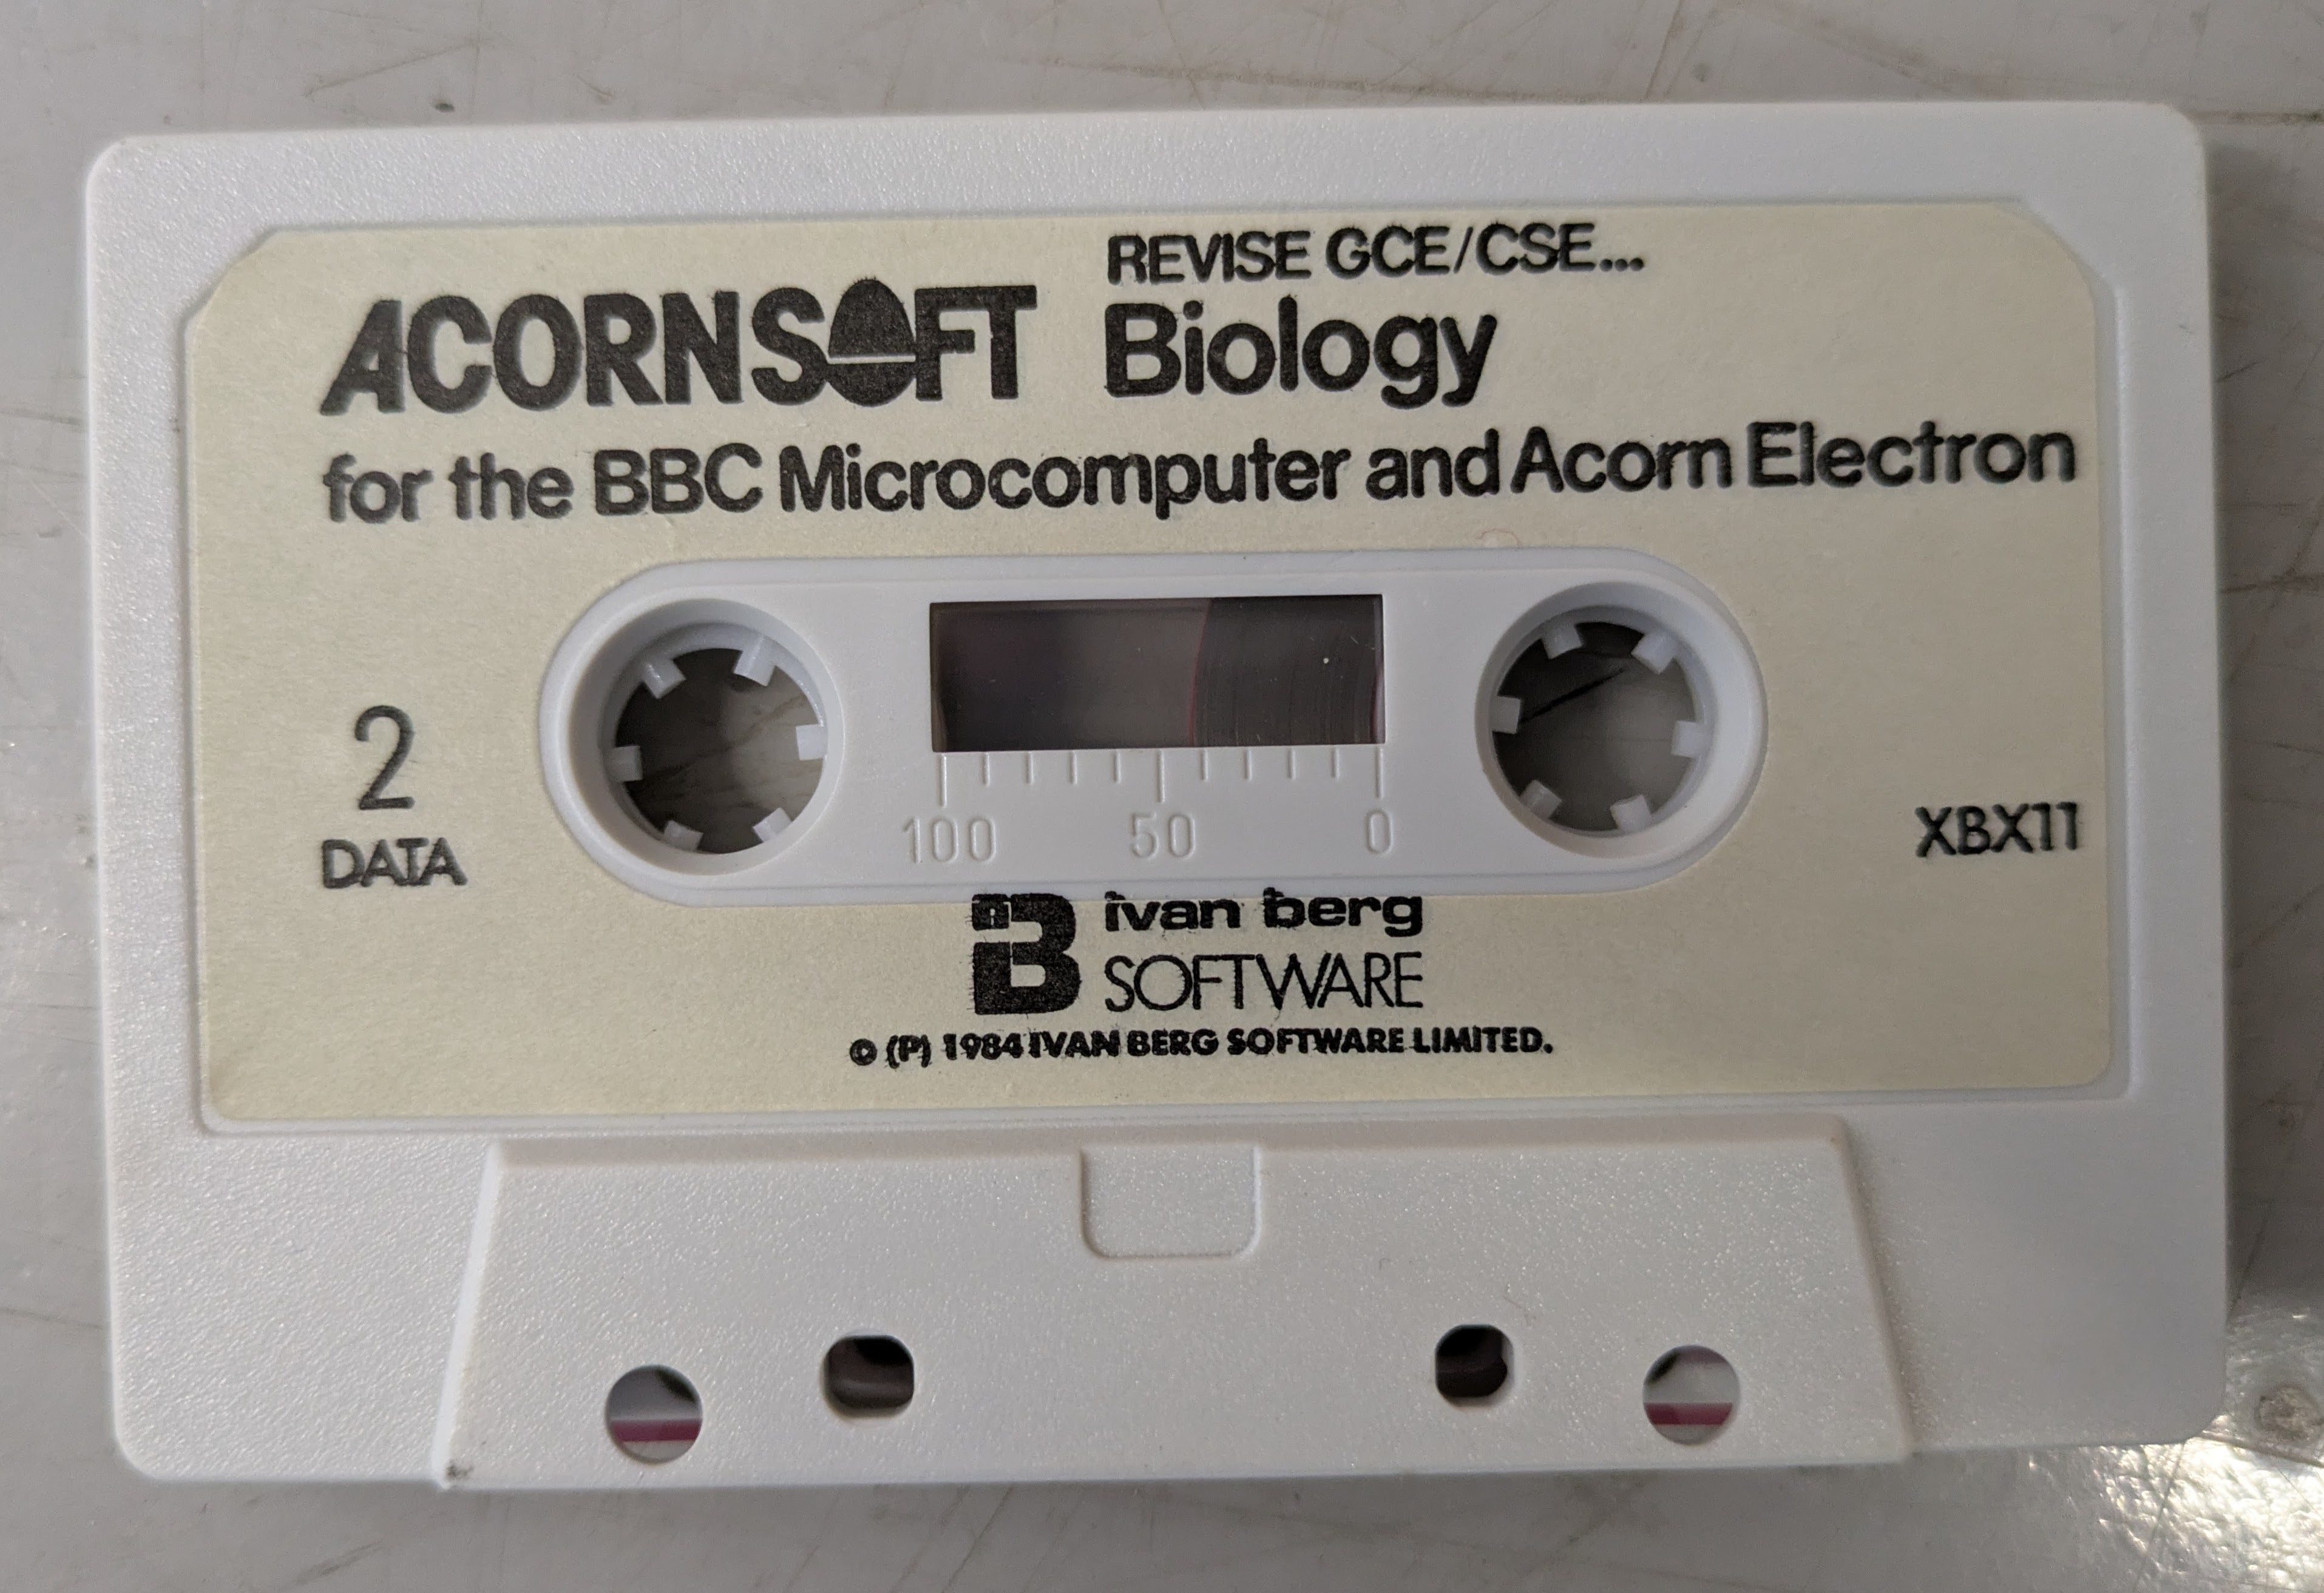 REVISE GCE/CSE...
ACORNSOFT Biology
for the BBC Microcomputer and Acorn Electron
2
DATA
100 50 0
XBX11
ivan berg
SOFTWARE
© (P) 1984 IVAN BERG SOFTWARE LIMITED.